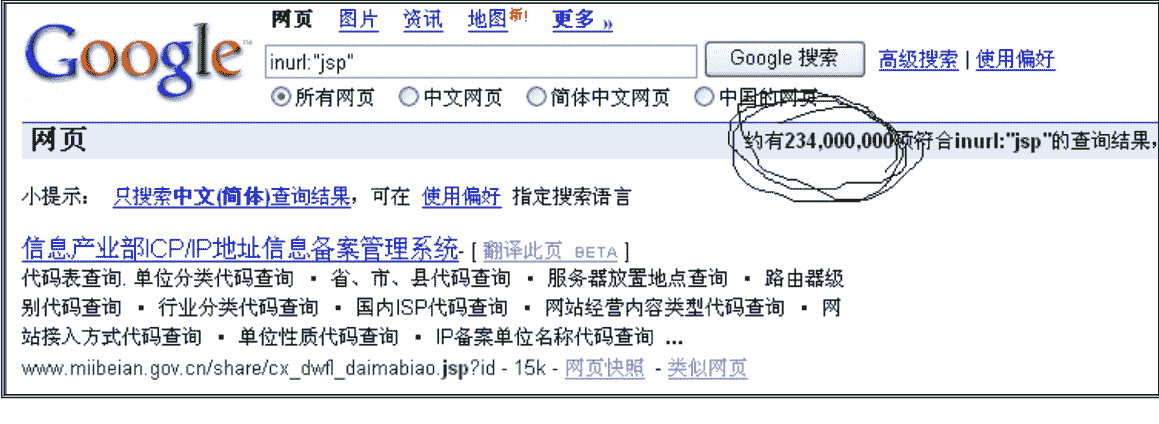 网页 图片 资讯 地图新! 更多 »
Google™ inurl:"jsp" Google 搜索 高级搜索 | 使用偏好
所有网页 中文网页 简体中文网页 中国的网页
网页 约有234,000,000项符合inurl:"jsp"的查询结果，
小提示： 只搜索中文(简体)查询结果，可在 使用偏好 指定搜索语言
信息产业部ICP/IP地址信息备案管理系统- [ 翻译此页 BETA ]
代码表查询. 单位分类代码查询 ▪ 省、市、县代码查询 ▪ 服务器放置地点查询 ▪ 路由器级
别代码查询 ▪ 行业分类代码查询 ▪ 国内ISP代码查询 ▪ 网站经营内容类型代码查询 ▪ 网
站接入方式代码查询 ▪ 单位性质代码查询 ▪ IP备案单位名称代码查询 ...
www.miibeian.gov.cn/share/cx_dwfl_daimabiao.jsp?id - 15k - 网页快照 - 类似网页